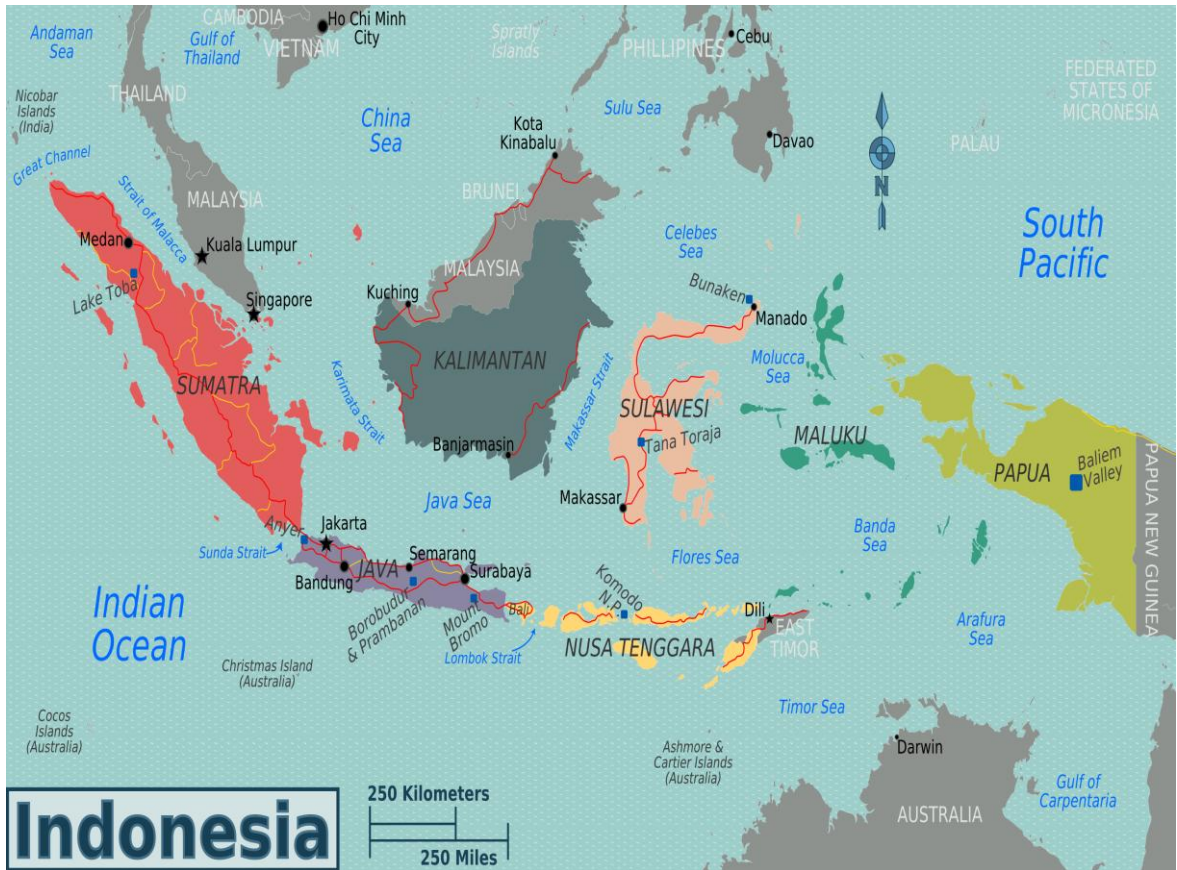 Andaman
Sea
CAMBODIA
Gulf of
Thailand
Ho Chi Minh
City
VIETNAM
Spratly
Islands
PHILLIPINES
Cebu
FEDERATED
STATES OF
MICRONESIA
THAILAND
Nicobar
Islands
(India)
China
Sea
Sulu Sea
Kota
Kinabalu
Davao
PALAU
N
Great Channel
Strait of Malacca
MALAYSIA
BRUNEI
Medan
Kuala Lumpur
Celebes
Sea
South
Pacific
MALAYSIA
Lake Toba
Singapore
Kuching
Bunaken
Manado
SUMATRA
Karimata Strait
KALIMANTAN
Makassar Strait
Molucca
Sea
SULAWESI
MALUKU
Banjarmasin
Tana Toraja
PAPUA
Baliem
Valley
PAPUA NEW GUINEA
Java Sea
Makassar
Anyer
Jakarta
Sunda Strait
Semarang
JAVA
Bandung
Surabaya
Flores Sea
Banda
Sea
Indian
Ocean
Borobudur
& Prambanan
Mount
Bromo
Bali
Komodo
N.P.
Dili
EAST
TIMOR
Arafura
Sea
Lombok Strait
NUSA TENGGARA
Christmas Island
(Australia)
Timor Sea
Cocos
Islands
(Australia)
Ashmore &
Cartier Islands
(Australia)
Darwin
Gulf of
Carpentaria
AUSTRALIA
Indonesia
250 Kilometers
250 Miles